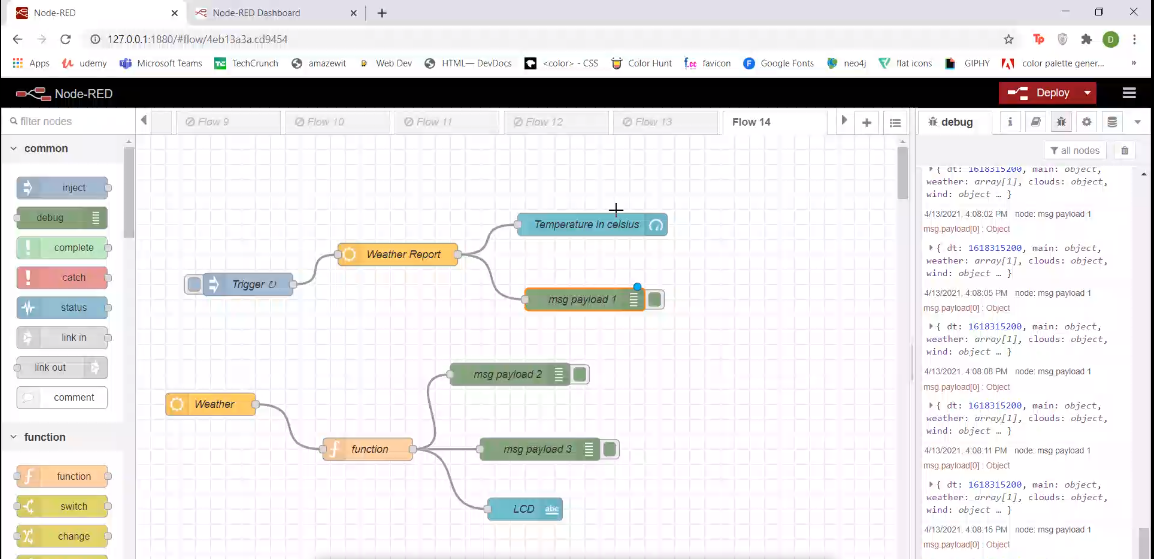 Node-RED
Node-RED Dashboard
127.0.0.1:1880/#flow/4eb13a3a.cd9454
Tp
D
Apps
udemy
Microsoft Teams
TechCrunch
amazewit
Web Dev
HTML— DevDocs
<color> - CSS
Color Hunt
favicon
Google Fonts
neo4j
flat icons
GIPHY
color palette gener...
Node-RED
Deploy
filter nodes
Flow 9
Flow 10
Flow 11
Flow 12
Flow 13
Flow 14
debug
all nodes
common
inject
debug
complete
catch
status
link in
link out
comment
function
function
switch
change
Temperature in celsius
Weather Report
Trigger ↻
msg payload 1
msg payload 2
Weather
function
msg payload 3
LCD
abc
{ dt: 1618315200, main: object,
weather: array[1], clouds: object,
wind: object … }
4/13/2021, 4:08:02 PM node: msg payload 1
msg.payload[0] : Object
{ dt: 1618315200, main: object,
weather: array[1], clouds: object,
wind: object … }
4/13/2021, 4:08:05 PM node: msg payload 1
msg.payload[0] : Object
{ dt: 1618315200, main: object,
weather: array[1], clouds: object,
wind: object … }
4/13/2021, 4:08:08 PM node: msg payload 1
msg.payload[0] : Object
{ dt: 1618315200, main: object,
weather: array[1], clouds: object,
wind: object … }
4/13/2021, 4:08:11 PM node: msg payload 1
msg.payload[0] : Object
{ dt: 1618315200, main: object,
weather: array[1], clouds: object,
wind: object … }
4/13/2021, 4:08:15 PM node: msg payload 1
msg.payload[0] : Object